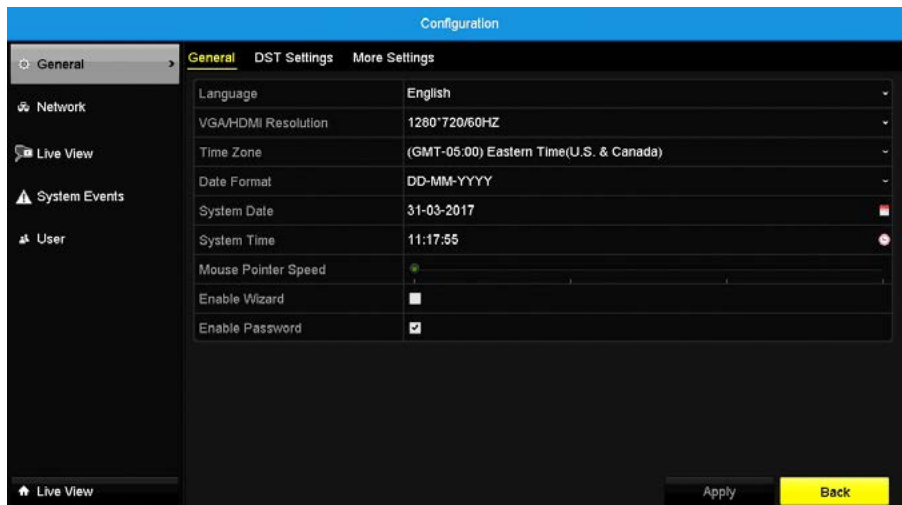 Configuration
General
General DST Settings More Settings
Language English
Network
VGA/HDMI Resolution 1280*720/60HZ
Live View
Time Zone (GMT-05:00) Eastern Time(U.S. & Canada)
Date Format DD-MM-YYYY
System Events
System Date 31-03-2017
User
System Time 11:17:55
Mouse Pointer Speed
Enable Wizard
Enable Password
Live View
Apply Back